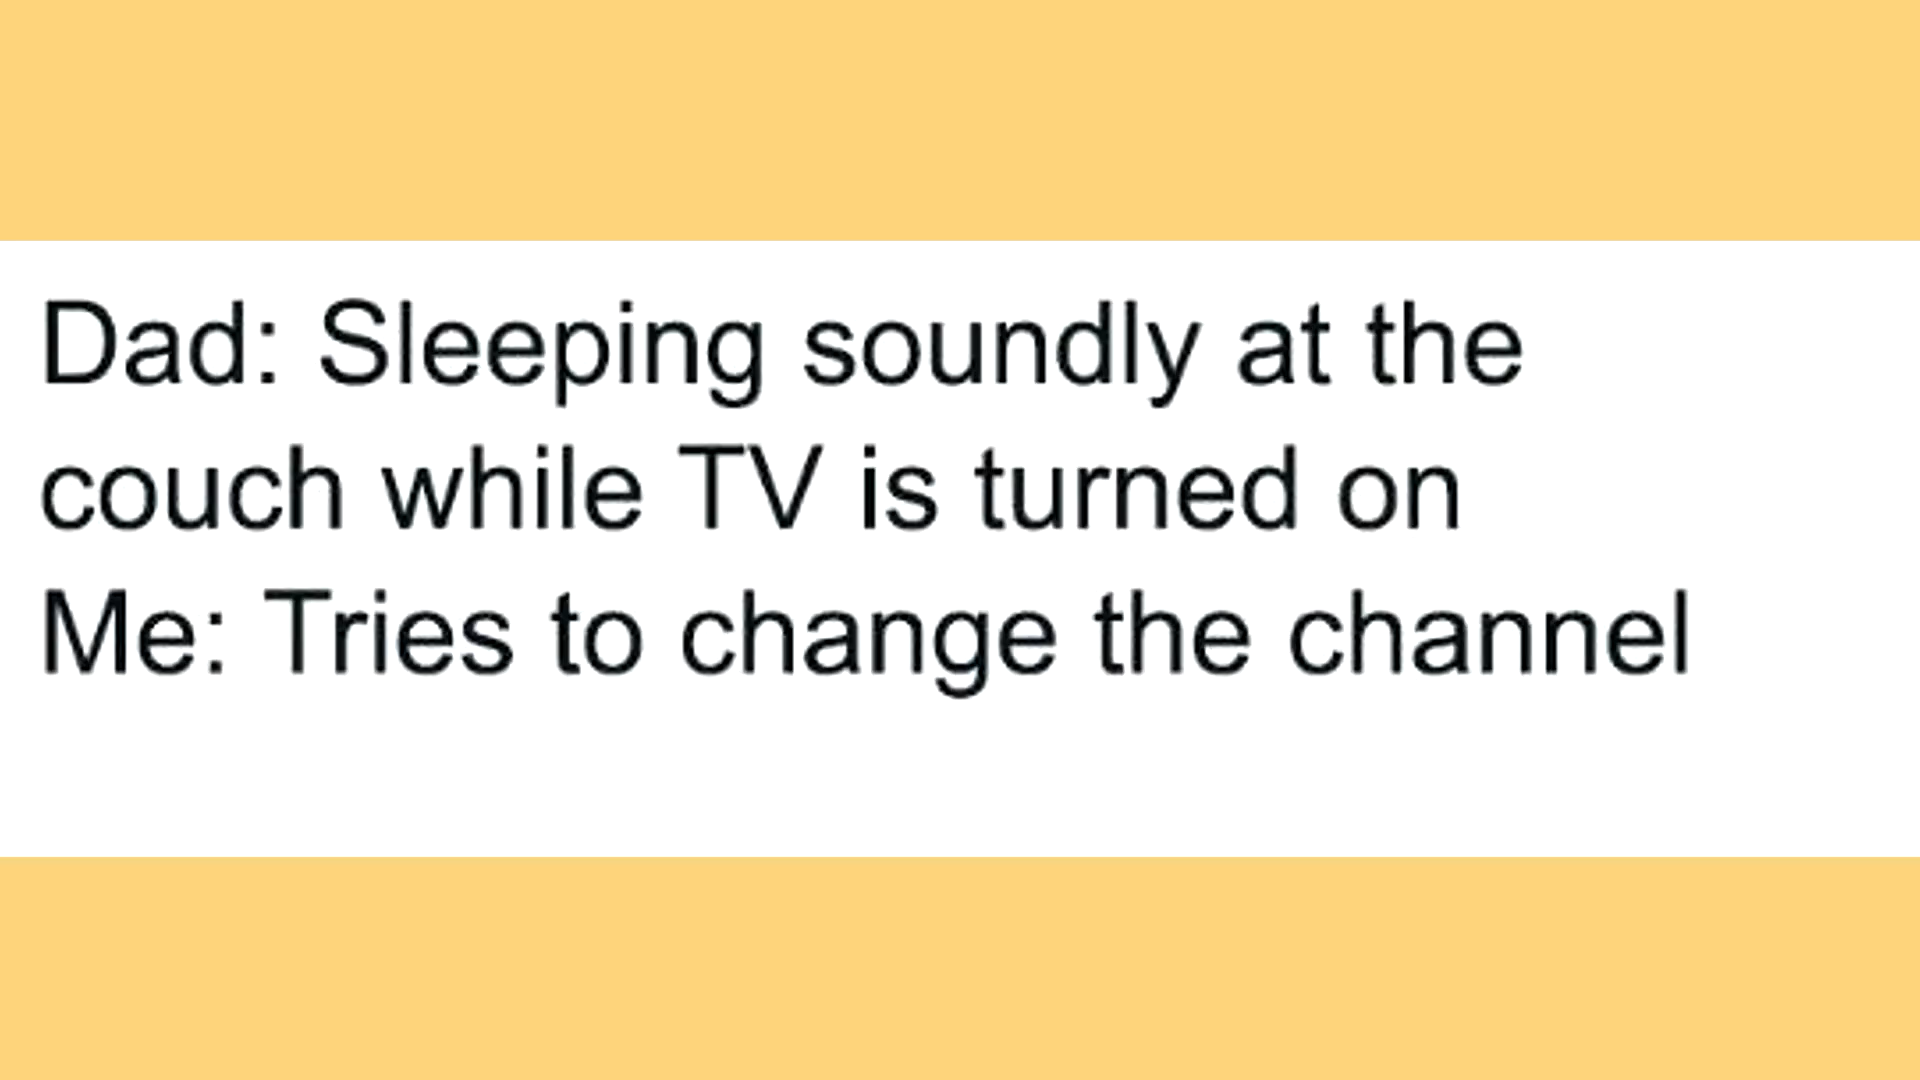 Dad: Sleeping soundly at the
couch while TV is turned on
Me: Tries to change the channel